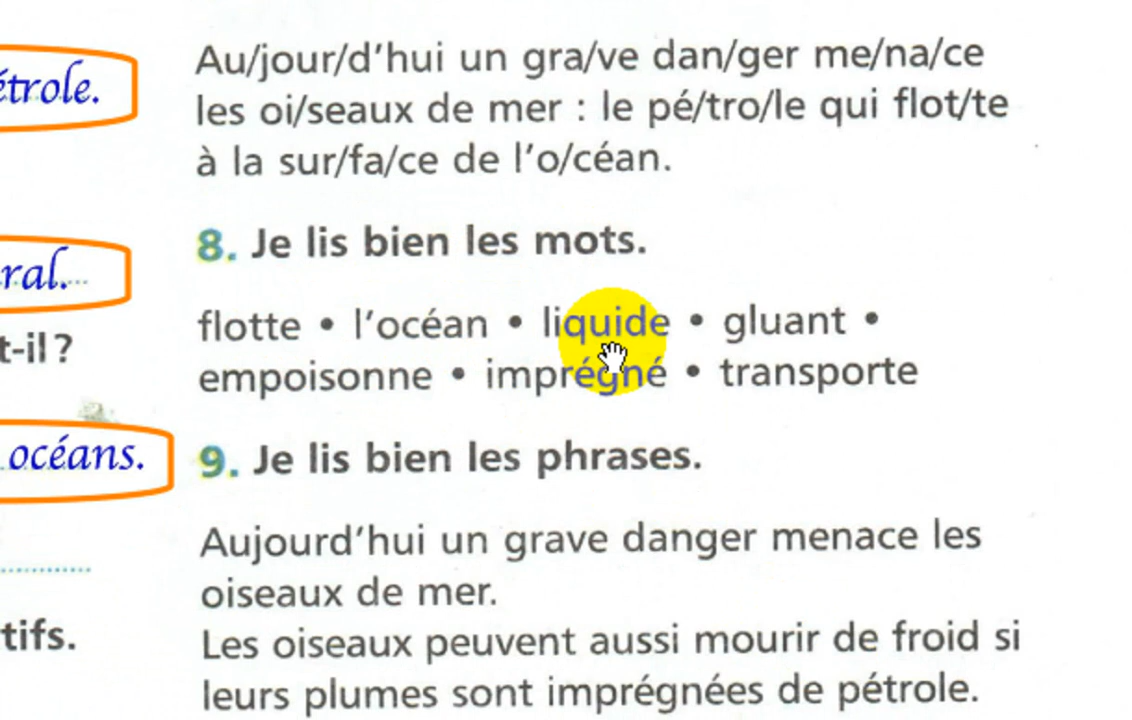 étrole.
ral.
t-il ?
océans.
tifs.
Au/jour/d'hui un gra/ve dan/ger me/na/ce
les oi/seaux de mer : le pé/tro/le qui flot/te
à la sur/fa/ce de l'o/céan.
8. Je lis bien les mots.
flotte • l'océan • liquide • gluant •
empoisonne • imprégné • transporte
9. Je lis bien les phrases.
Aujourd'hui un grave danger menace les
oiseaux de mer.
Les oiseaux peuvent aussi mourir de froid si
leurs plumes sont imprégnées de pétrole.